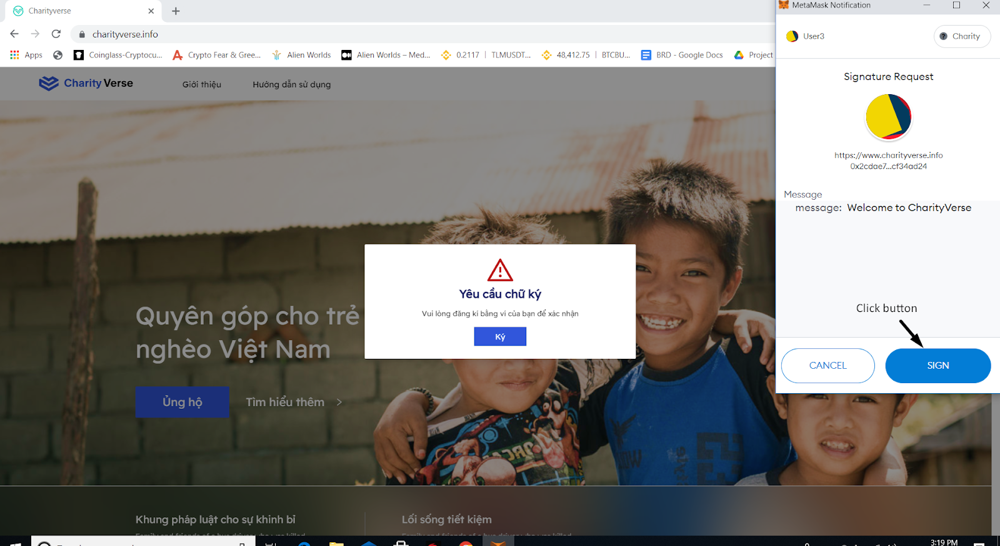 Charityverse
MetaMask Notification
charityverse.info
Apps
Coinglass-Cryptocu...
Crypto Fear & Gree...
Alien Worlds
Alien Worlds – Med...
0.2117 | TLMUSDT...
48,412.75 | BTCBU...
BRD - Google Docs
Project
User3
Charity
Charity Verse
Giới thiệu
Hướng dẫn sử dụng
Signature Request
https://www.charityverse.info
0x2cdae7...cf34ad24
Message
message: Welcome to CharityVerse
Yêu cầu chữ ký
Vui lòng đăng kí bằng ví của bạn để xác nhận
Ký
Quyên góp cho trẻ
nghèo Việt Nam
Click button
CANCEL
SIGN
Ủng hộ
Tìm hiểu thêm >
Khung pháp luật cho sự khinh bỉ
Lối sống tiết kiệm
3:19 PM